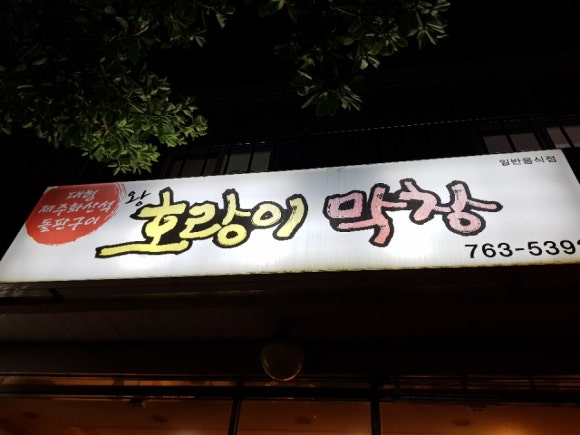 대형
제주화산석
돌판구이
왕
호랑이 막창
일반음식점
763-539